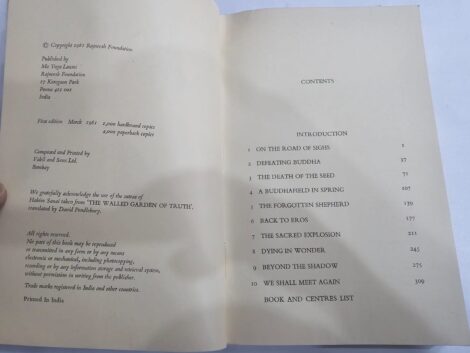 © Copyright 1981 Rajneesh Foundation
Published by
Ma Yoga Laxmi
Rajneesh Foundation
17 Koregaon Park
Poona 411 001
India
First edition March 1981 2,000 hardbound copies
2,000 paperback copies
Composed and Printed by
Vakil and Sons Ltd.
Bombay
We gratefully acknowledge the use of the sutras of
Hakim Sanai taken from 'THE WALLED GARDEN OF TRUTH',
translated by David Pendlebury.
All rights reserved.
No part of this book may be reproduced
or transmitted in any form or by any means
electronic or mechanical, including photocopying,
recording or by any information storage and retrieval system,
without permission in writing from the publisher.
Trade marks registered in India and other countries.
Printed In India
CONTENTS
INTRODUCTION
1 ON THE ROAD OF SIGHS 2
2 DEFEATING BUDDHA 37
3 THE DEATH OF THE SEED 71
4 A BUDDHAFIELD IN SPRING
5 THE FORGOTTEN SHEPHERD 139
6 BACK TO EROS 177
7 THE SACRED EXPLOSION 211
8 DYING IN WONDER 245
9 BEYOND THE SHADOW 275
10 WE SHALL MEET AGAIN 309
BOOK AND CENTRES LIST